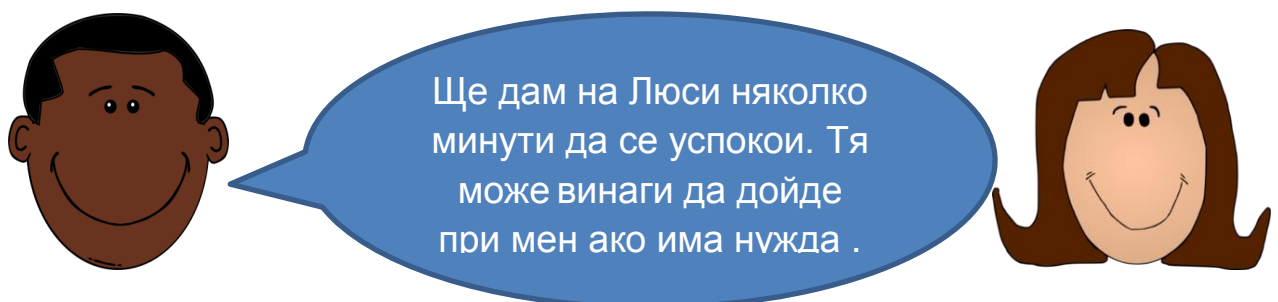 Ще дам на Люси няколко
минути да се успокои. Тя
може винаги да дойде
при мен ако има нужда .